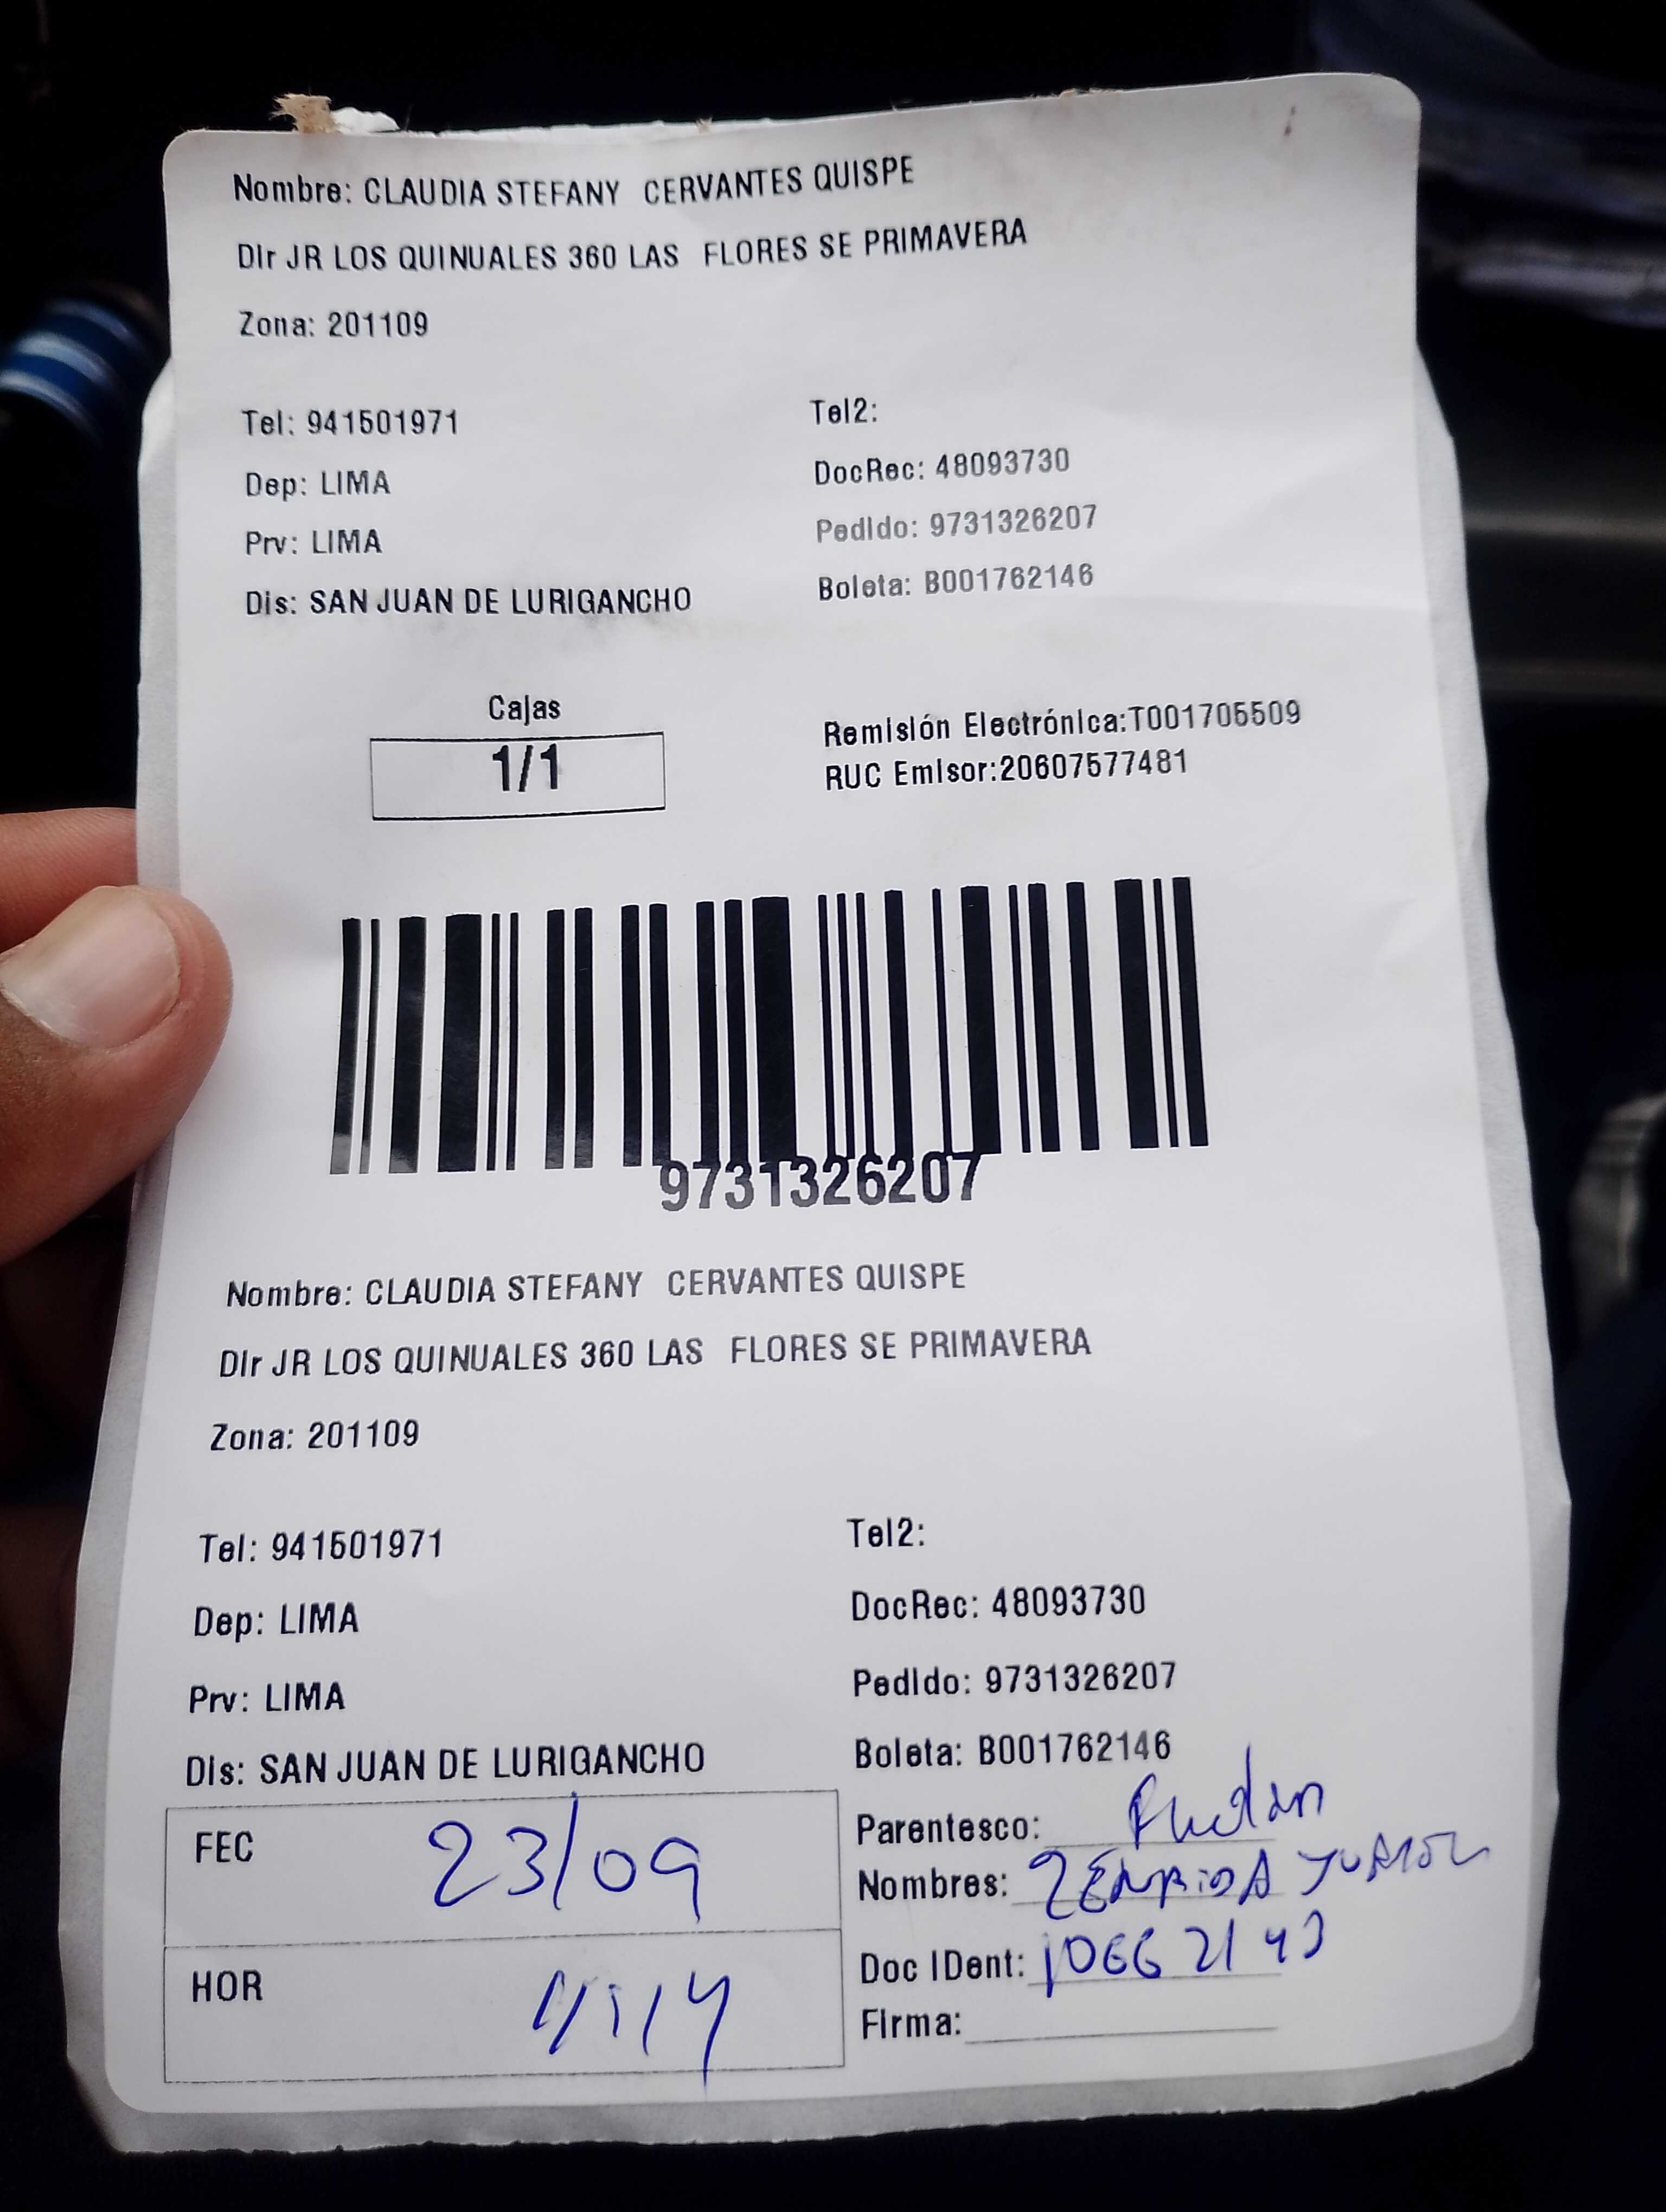 Nombre: CLAUDIA STEFANY CERVANTES QUISPE
Dir JR LOS QUINUALES 360 LAS FLORES SE PRIMAVERA
Zona: 201109
Tel: 941501971 Tel2:
Dep: LIMA DocRec: 48093730
Prv: LIMA Pedido: 9731326207
Dis: SAN JUAN DE LURIGANCHO Boleta: B001762146
Cajas
1/1
Remisión Electrónica:T001705509
RUC Emisor:20607577481
9731326207
Nombre: CLAUDIA STEFANY CERVANTES QUISPE
Dir JR LOS QUINUALES 360 LAS FLORES SE PRIMAVERA
Zona: 201109
Tel: 941501971 Tel2:
Dep: LIMA DocRec: 48093730
Prv: LIMA Pedido: 9731326207
Dis: SAN JUAN DE LURIGANCHO Boleta: B001762146
FEC 23/09
HOR
Parentesco:
Nombres:
Doc IDent: 10662143
Firma: